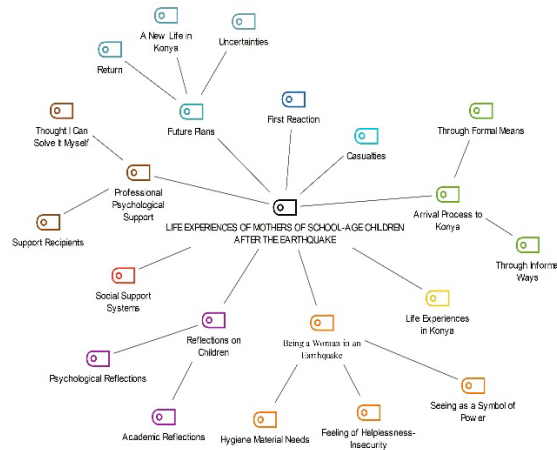 A New Life in
Konya
Uncertainties
Return
Future Plans
First Reaction
Thought I Can
Solve It Myself
Casualties
Through Formal Means
Professional
Psychological
Support
Arrival Process to
Konya
Support Recipients
LIFE EXPERIENCES OF MOTHERS OF SCHOOL-AGE CHILDREN
AFTER THE EARTHQUAKE
Through Informa
Ways
Social Support
Systems
Life Experiences
in Konya
Reflections on
Children
Being a Woman in an
Earthquake
Psychological Reflections
Seeing as a Symbol of
Power
Academic Reflections
Hygiene Material Needs
Feeling of Helplessness-
Insecurity